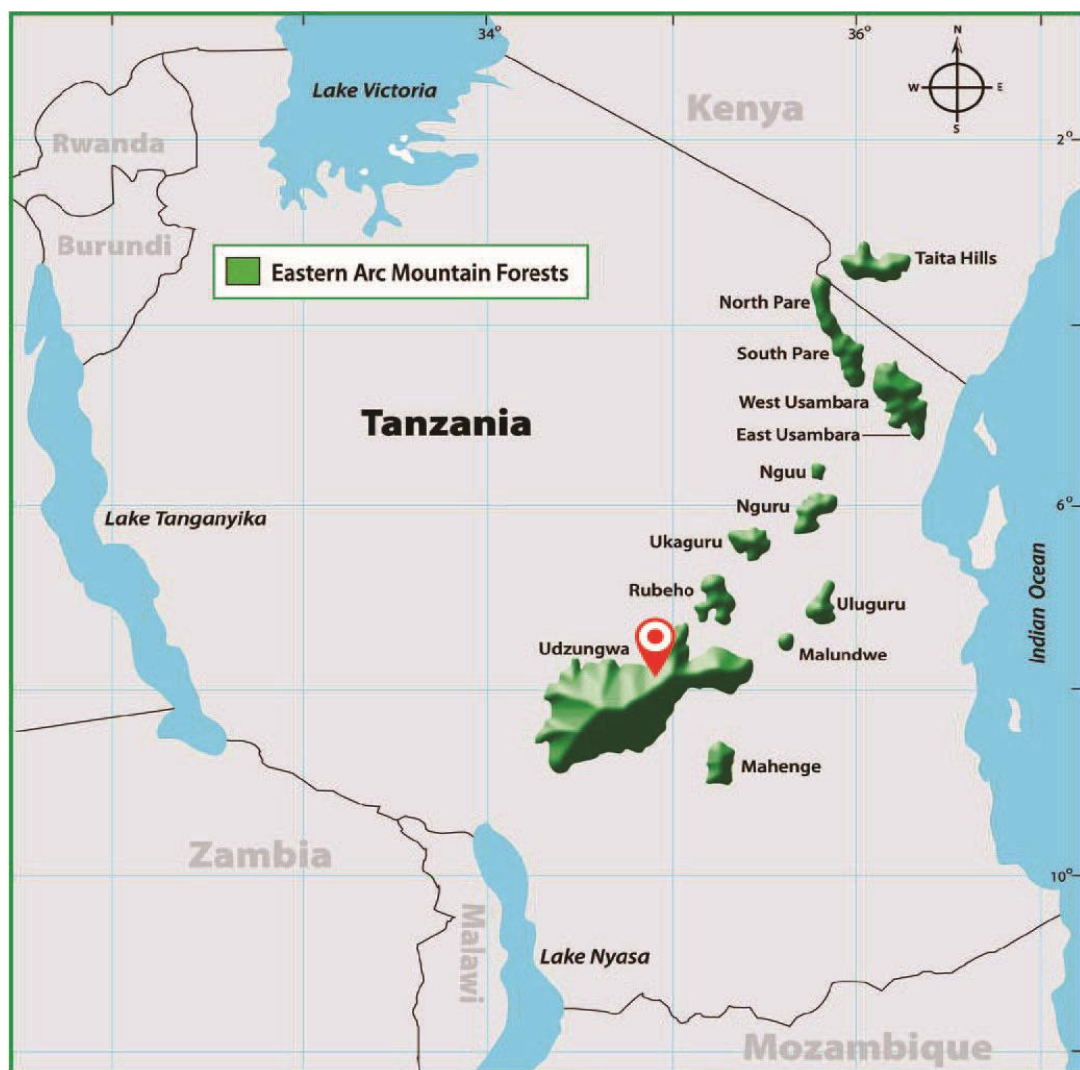 34°
36°
N
W
E
S
Lake Victoria
Kenya
Rwanda
2°
Burundi
Eastern Arc Mountain Forests
Taita Hills
North Pare
South Pare
West Usambara
East Usambara
Tanzania
Nguu
Nguru
6°
Lake Tanganyika
Ukaguru
Rubeho
Uluguru
Indian Ocean
Udzungwa
Malundwe
Mahenge
Zambia
10°
Malawi
Lake Nyasa
Mozambique